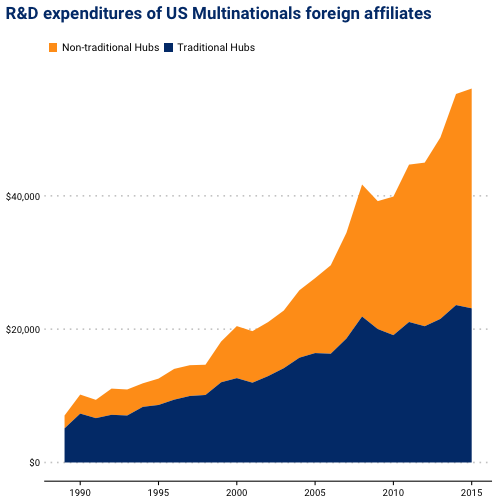 R&D expenditures of US Multinationals foreign affiliates
Non-traditional Hubs Traditional Hubs
$40,000
$20,000
$0
1990 1995 2000 2005 2010 2015